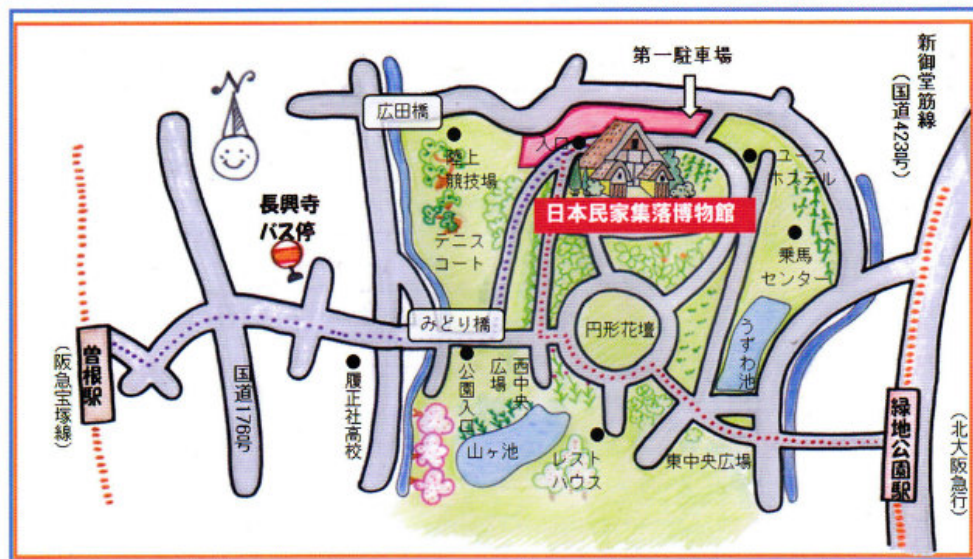 N
広田橋
第一駐車場
新御堂筋線
(国道423号)
陸上
競技場
入口
ユース
ホステル
日本民家集落博物館
長興寺
バス停
テニス
コート
乗馬
センター
みどり橋
円形花壇
うずわ池
曽根駅
(阪急宝塚線)
国道176号
履正社高校
公園入口
西中央
広場
山ヶ池
レスト
ハウス
東中央広場
緑地公園駅
(北大阪急行)